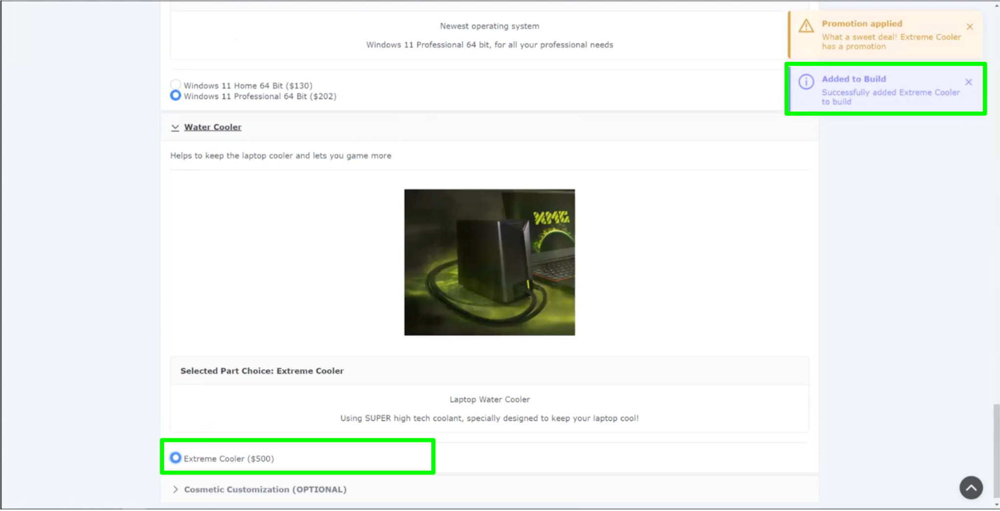 Newest operating system
Windows 11 Professional 64 bit, for all your professional needs
Promotion applied
What a sweet deal! Extreme Cooler
has a promotion
Added to Build
Successfully added Extreme Cooler
to build
Windows 11 Home 64 Bit ($130)
Windows 11 Professional 64 Bit ($202)
Water Cooler
Helps to keep the laptop cooler and lets you game more
XMG
Selected Part Choice: Extreme Cooler
Laptop Water Cooler
Using SUPER high tech coolant, specially designed to keep your laptop cool!
Extreme Cooler ($500)
Cosmetic Customization (OPTIONAL)